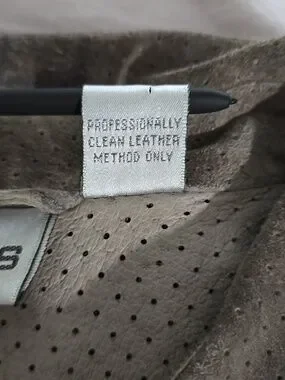 PROFESSIONALLY
CLEAN LEATHER
METHOD ONLY
S